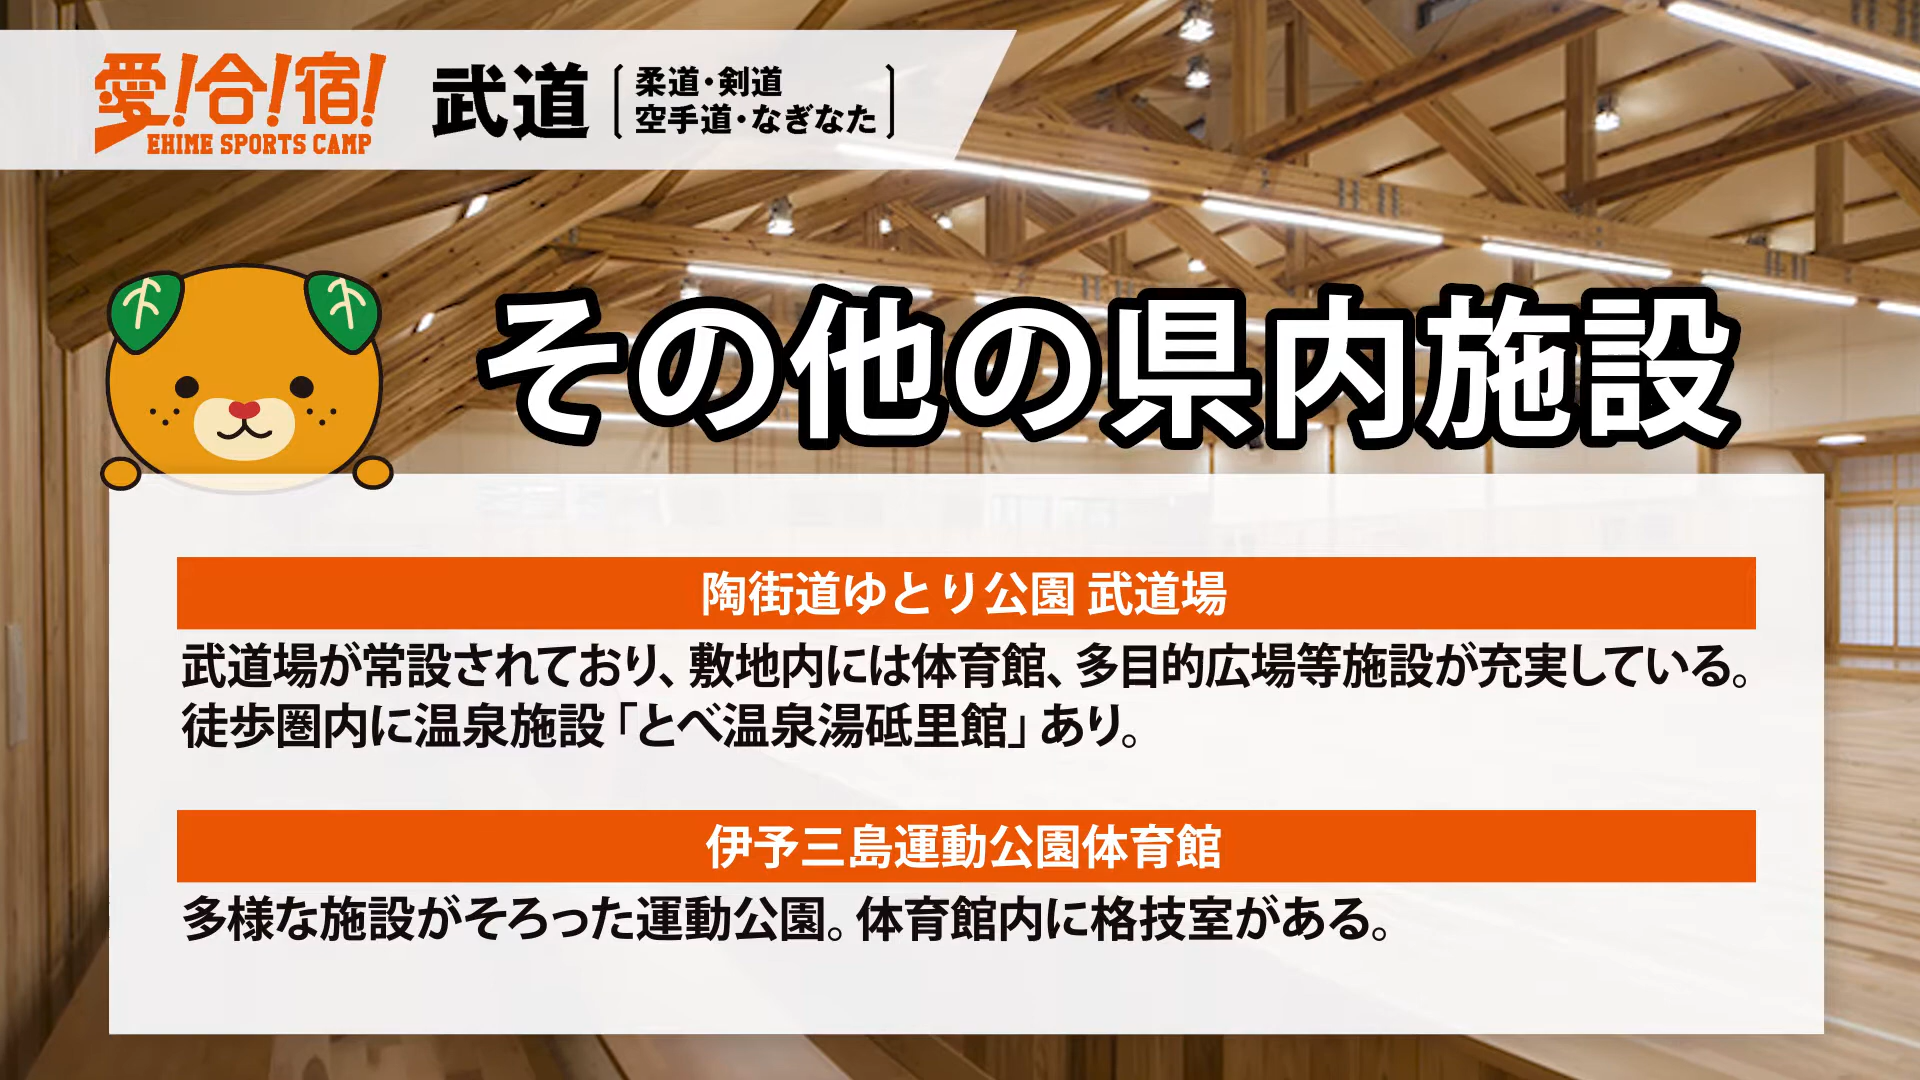 愛!合!宿!
EHIME SPORTS CAMP
武道
柔道・剣道
空手道・なぎなた
その他の県内施設
陶街道ゆとり公園 武道場
武道場が常設されており、敷地内には体育館、多目的広場等施設が充実している。
徒歩圏内に温泉施設「とべ温泉湯砥里館」あり。
伊予三島運動公園体育館
多様な施設がそろった運動公園。体育館内に格技室がある。